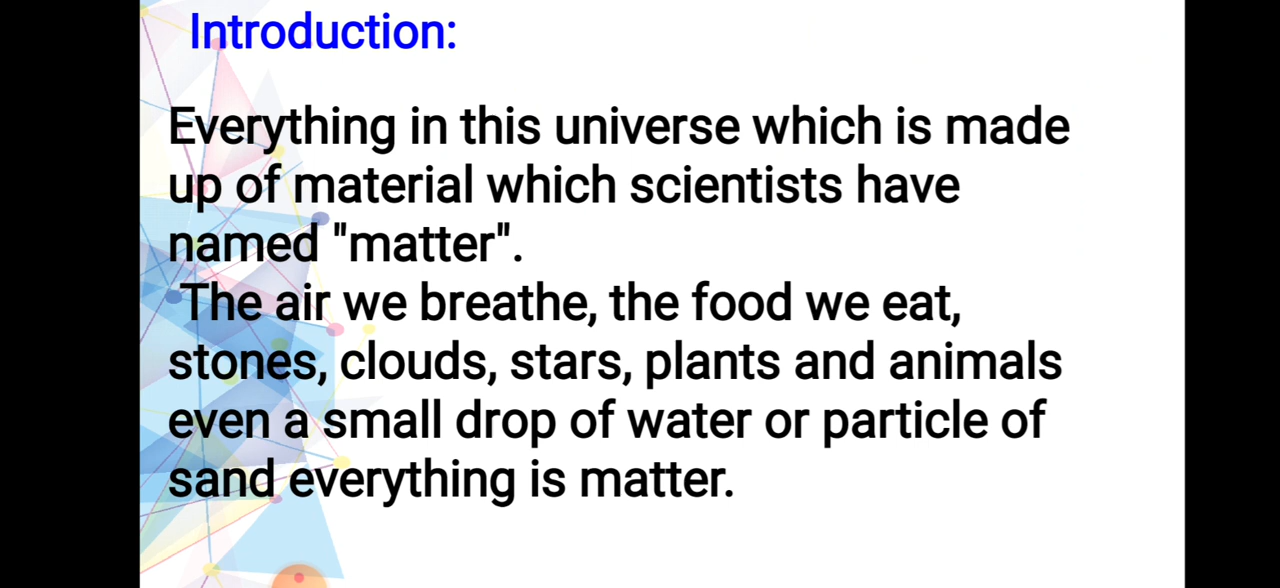 Introduction:
Everything in this universe which is made
up of material which scientists have
named "matter".
The air we breathe, the food we eat,
stones, clouds, stars, plants and animals
even a small drop of water or particle of
sand everything is matter.